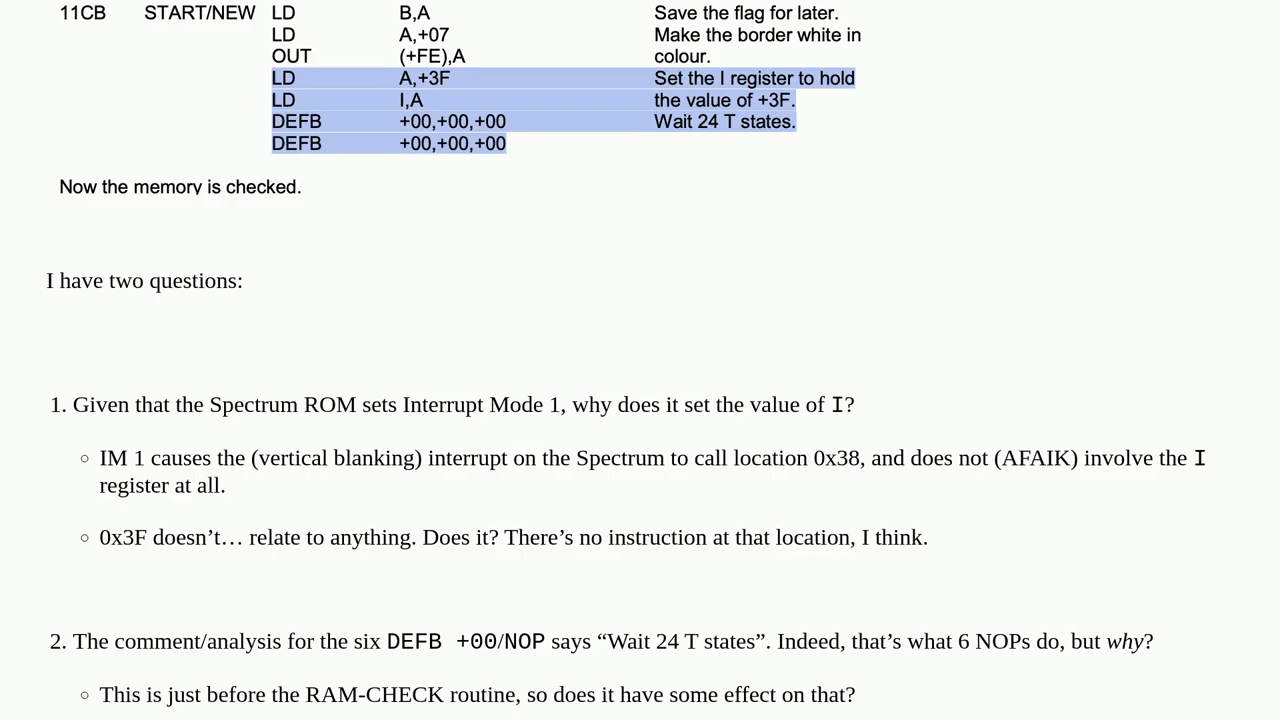 11CB START/NEW LD B,A Save the flag for later.
LD A,+07 Make the border white in
OUT (+FE),A colour.
LD A,+3F Set the I register to hold
LD I,A the value of +3F.
DEFB +00,+00,+00 Wait 24 T states.
DEFB +00,+00,+00
Now the memory is checked.
I have two questions:
1. Given that the Spectrum ROM sets Interrupt Mode 1, why does it set the value of I?
◦ IM 1 causes the (vertical blanking) interrupt on the Spectrum to call location 0x38, and does not (AFAIK) involve the I
register at all.
◦ 0x3F doesn’t… relate to anything. Does it? There’s no instruction at that location, I think.
2. The comment/analysis for the six DEFB +00/NOP says “Wait 24 T states”. Indeed, that’s what 6 NOPs do, but why?
◦ This is just before the RAM-CHECK routine, so does it have some effect on that?